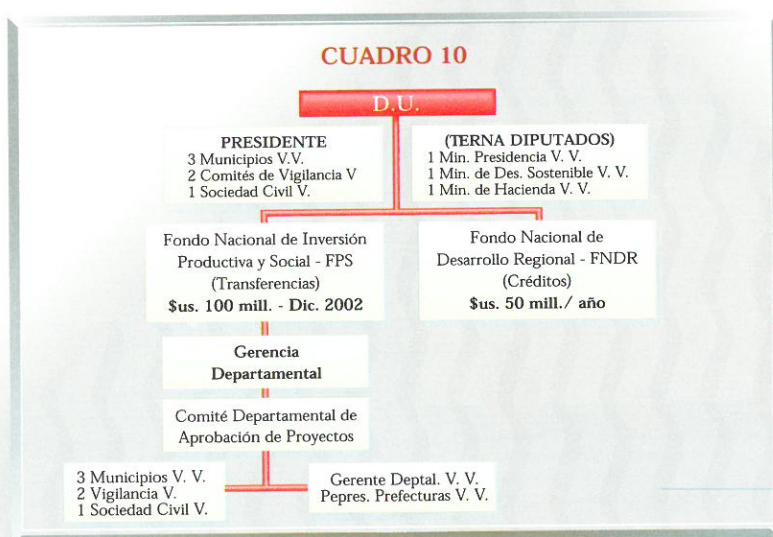 CUADRO 10
D.U.
PRESIDENTE
3 Municipios V.V.
2 Comités de Vigilancia V
1 Sociedad Civil V.
(TERNA DIPUTADOS)
1 Min. Presidencia V. V.
1 Min. de Des. Sostenible V. V.
1 Min. de Hacienda V. V.
Fondo Nacional de Inversión
Productiva y Social - FPS
(Transferencias)
$us. 100 mill. - Dic. 2002
Fondo Nacional de
Desarrollo Regional - FNDR
(Créditos)
$us. 50 mill./ año
Gerencia
Departamental
Comité Departamental de
Aprobación de Proyectos
3 Municipios V. V.
2 Vigilancia V.
1 Sociedad Civil V.
Gerente Deptal. V. V.
Pepres. Prefecturas V. V.